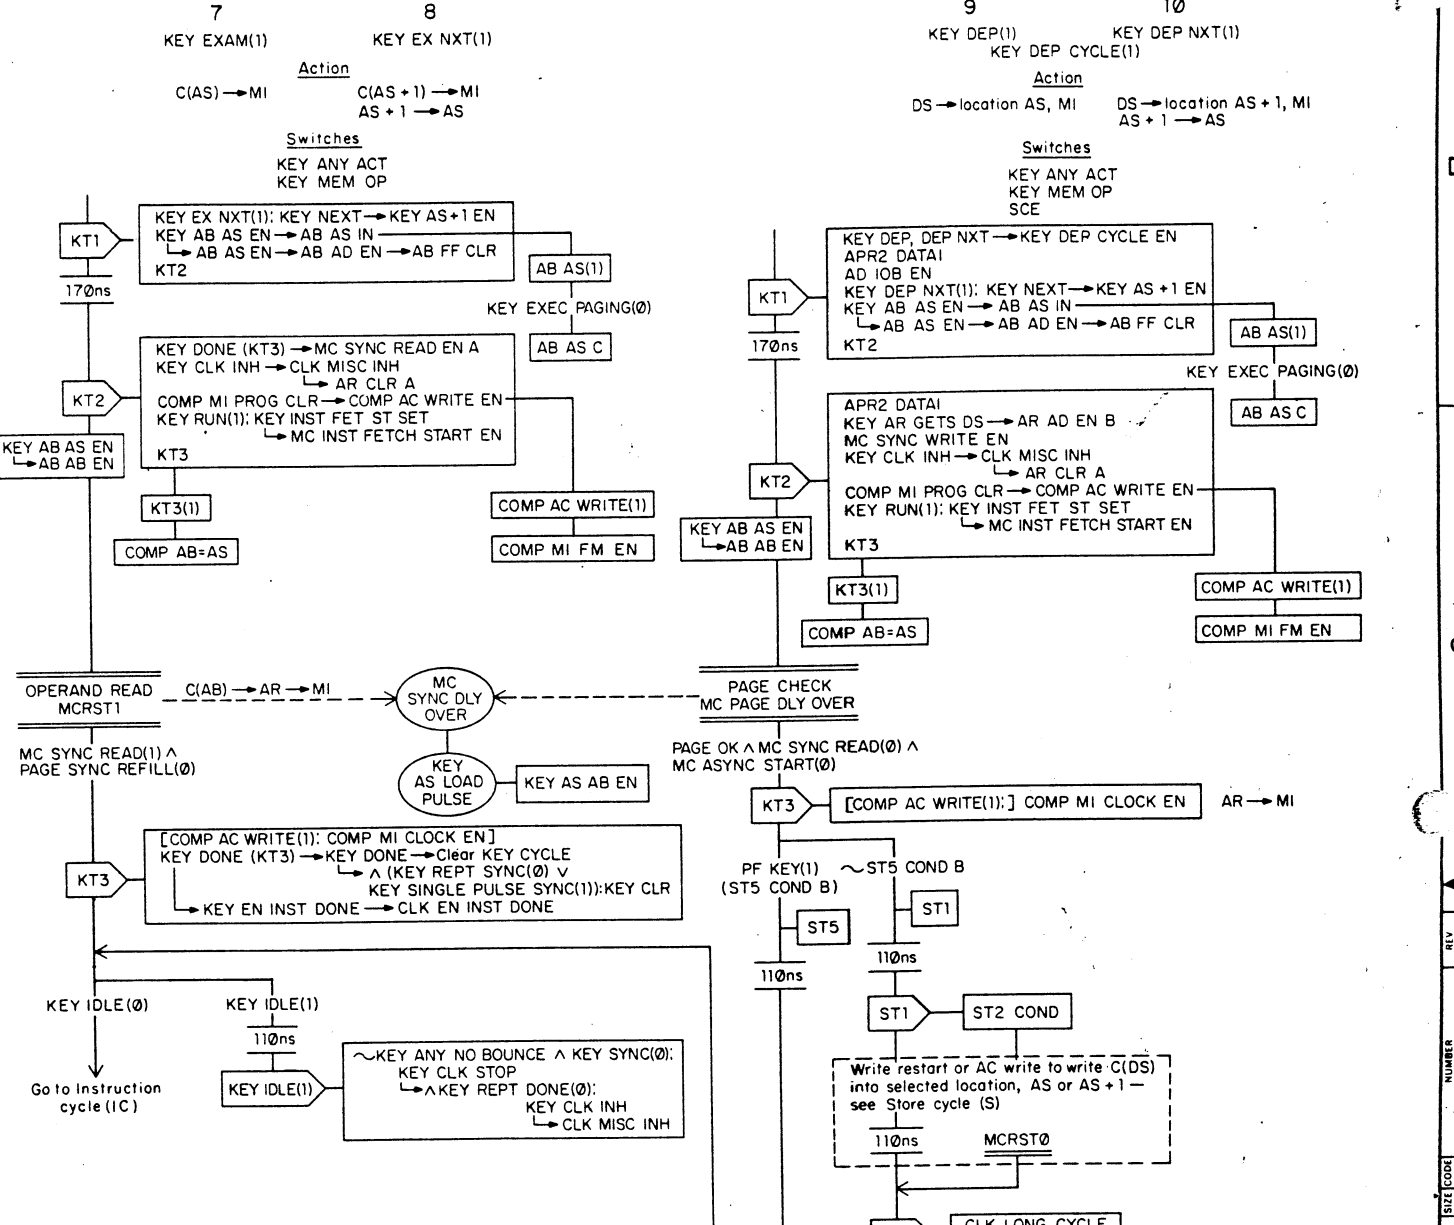 7
8
KEY EXAM(1)
KEY EX NXT(1)
Action
C(AS)→MI
C(AS+1)→MI
AS+1→AS
Switches
KEY ANY ACT
KEY MEM OP
KT1
KEY EX NXT(1): KEY NEXT→KEY AS+1 EN
KEY AB AS EN→AB AS IN
↳AB AS EN→AB AD EN→AB FF CLR
KT2
AB AS(1)
170ns
KEY EXEC PAGING(0)
AB AS C
KT2
KEY DONE (KT3)→MC SYNC READ EN A
KEY CLK INH→CLK MISC INH
↳AR CLR A
COMP MI PROG CLR→COMP AC WRITE EN
KEY RUN(1): KEY INST FET ST SET
↳MC INST FETCH START EN
KT3
KEY AB AS EN
↳AB AB EN
KT3(1)
COMP AB=AS
COMP AC WRITE(1)
COMP MI FM EN
OPERAND READ
MCRST1
C(AB)→AR→MI
MC
SYNC DLY
OVER
MC SYNC READ(1) ∧
PAGE SYNC REFILL(0)
KEY
AS LOAD
PULSE
KEY AS AB EN
KT3
[COMP AC WRITE(1): COMP MI CLOCK EN]
KEY DONE (KT3)→KEY DONE→Clear KEY CYCLE
↳∧ (KEY REPT SYNC(0) ∨
KEY SINGLE PULSE SYNC(1)):KEY CLR
↳KEY EN INST DONE→CLK EN INST DONE
KEY IDLE(0)
KEY IDLE(1)
110ns
Go to Instruction
cycle (IC)
KEY IDLE(1)
~KEY ANY NO BOUNCE ∧ KEY SYNC(0):
KEY CLK STOP
↳∧KEY REPT DONE(0):
KEY CLK INH
↳CLK MISC INH
9
10
KEY DEP(1)
KEY DEP NXT(1)
KEY DEP CYCLE(1)
Action
DS→location AS, MI
DS→location AS+1, MI
AS+1→AS
Switches
KEY ANY ACT
KEY MEM OP
SCE
KT1
KEY DEP, DEP NXT→KEY DEP CYCLE EN
APR2 DATAI
AD IOB EN
KEY DEP NXT(1): KEY NEXT→KEY AS+1 EN
KEY AB AS EN→AB AS IN
↳AB AS EN→AB AD EN→AB FF CLR
KT2
AB AS(1)
170ns
KEY EXEC PAGING(0)
AB AS C
KT2
APR2 DATAI
KEY AR GETS DS→AR AD EN B
MC SYNC WRITE EN
KEY CLK INH→CLK MISC INH
↳AR CLR A
COMP MI PROG CLR→COMP AC WRITE EN
KEY RUN(1): KEY INST FET ST SET
↳MC INST FETCH START EN
KT3
KEY AB AS EN
↳AB AB EN
KT3(1)
COMP AB=AS
COMP AC WRITE(1)
COMP MI FM EN
PAGE CHECK
MC PAGE DLY OVER
PAGE OK ∧ MC SYNC READ(0) ∧
MC ASYNC START(0)
KT3
[COMP AC WRITE(1):] COMP MI CLOCK EN
AR→MI
PF KEY(1)
(ST5 COND B)
~ST5 COND B
ST5
ST1
110ns
110ns
ST1
ST2 COND
Write restart or AC write to write C(DS)
into selected location, AS or AS+1—
see Store cycle (S)
110ns
MCRST0
CLK LONG CYCLE
REV
NUMBER
SIZE CODE